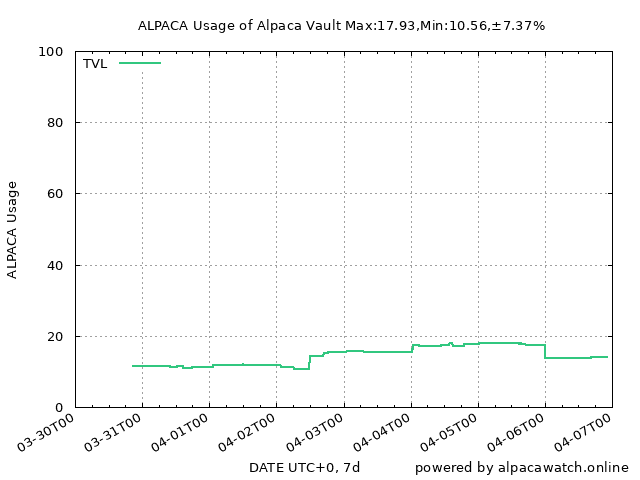 ALPACA Usage of Alpaca Vault Max:17.93,Min:10.56,±7.37%
100
TVL
80
60
ALPACA Usage
40
20
0
03-30T00 03-31T00 04-01T00 04-02T00 04-03T00 04-04T00 04-05T00 04-06T00 04-07T00
DATE UTC+0, 7d powered by alpacawatch.online